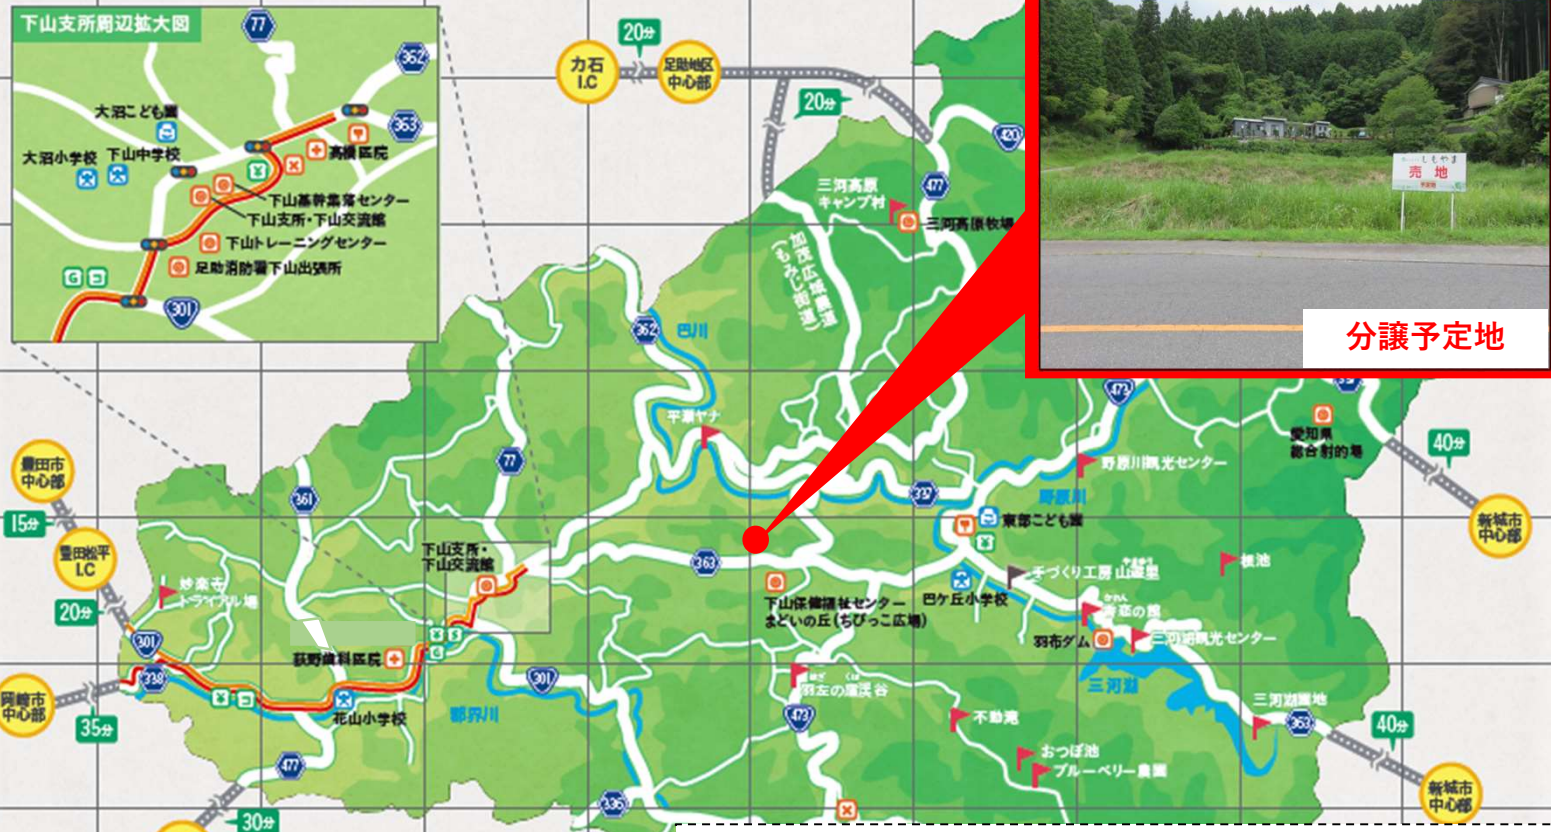 下山支所周辺拡大図
77
362
363
大沼こども園
大沼小学校
下山中学校
高橋医院
下山基幹集落センター
下山支所・下山交流館
下山トレーニングセンター
足助消防署下山出張所
G
コ
301
力石
I.C
20分
足助地区
中心部
20分
420
477
三河高原
キャンプ村
三河高原牧場
加茂広域農道
(もみじ街道)
しもやま
売地
分譲予定地
362
巴川
平瀬ヤナ
473
愛知県
総合射的場
40分
新城市
中心部
豊田市
中心部
15分
豊田松平
I.C
20分
361
77
337
野原川観光センター
野原川
東部こども園
下山支所・
下山交流館
363
下山保健福祉センター
まどいの丘(ちびっこ広場)
巴ケ丘小学校
手づくり工房 山遊里
香恋の館
かれん
羽布ダム
三河湖観光センター
三河湖
桜池
妙楽寺
トライアル場
301
338
岡崎市
中心部
35分
荻野歯科医院
¥
コ
G
花山小学校
郡界川
301
477
30分
336
羽左の蒲渓谷
473
不動滝
おつぼ池
ブルーベリー農園
三河湖園地
363
40分
新城市
中心部